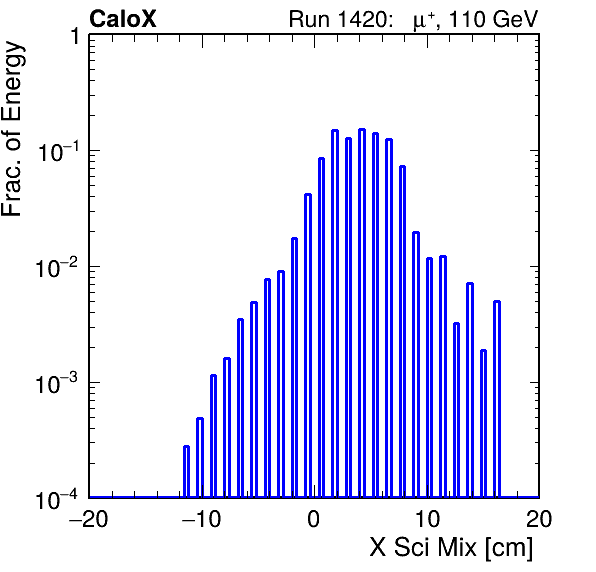 CaloX Run 1420: μ⁺, 110 GeV
Frac. of Energy
1
10⁻¹
10⁻²
10⁻³
10⁻⁴
−20 −10 0 10 20
X Sci Mix [cm]